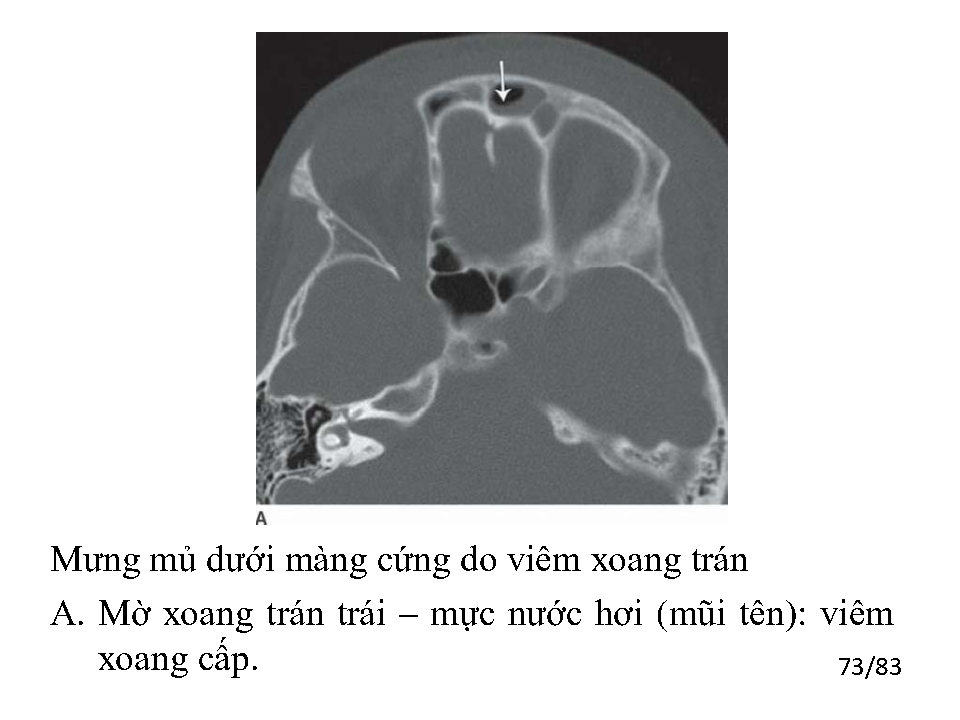 A
Mưng mủ dưới màng cứng do viêm xoang trán
A. Mờ xoang trán trái – mực nước hơi (mũi tên): viêm
xoang cấp.
73/83